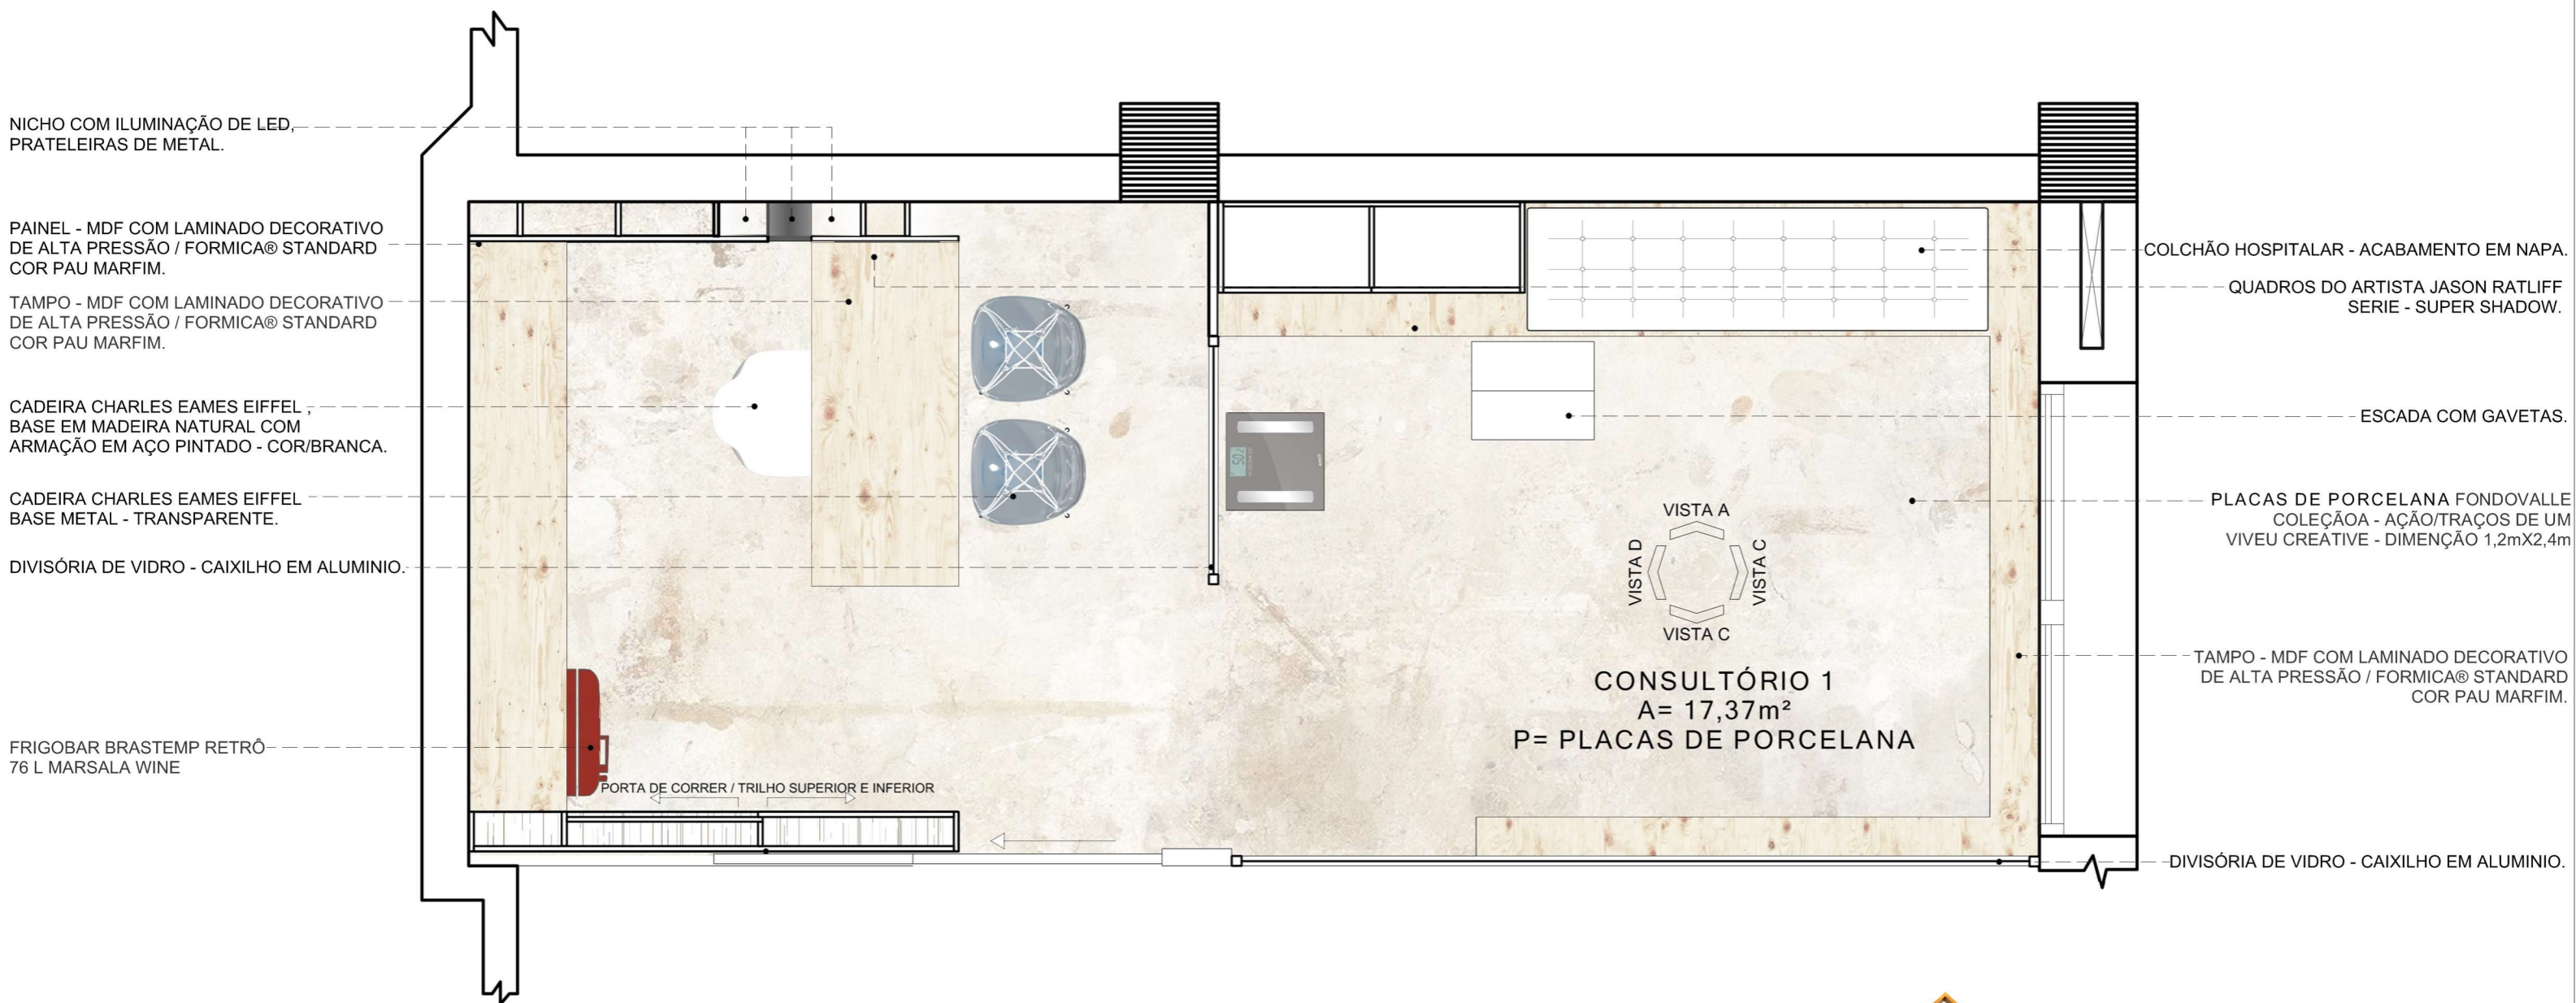 NICHO COM ILUMINAÇÃO DE LED,
PRATELEIRAS DE METAL.
PAINEL - MDF COM LAMINADO DECORATIVO
DE ALTA PRESSÃO / FORMICA® STANDARD
COR PAU MARFIM.
TAMPO - MDF COM LAMINADO DECORATIVO
DE ALTA PRESSÃO / FORMICA® STANDARD
COR PAU MARFIM.
CADEIRA CHARLES EAMES EIFFEL ,
BASE EM MADEIRA NATURAL COM
ARMAÇÃO EM AÇO PINTADO - COR/BRANCA.
CADEIRA CHARLES EAMES EIFFEL
BASE METAL - TRANSPARENTE.
DIVISÓRIA DE VIDRO - CAIXILHO EM ALUMINIO.
FRIGOBAR BRASTEMP RETRÔ
76 L MARSALA WINE
PORTA DE CORRER / TRILHO SUPERIOR E INFERIOR
VISTA A
VISTA D
VISTA C
VISTA C
CONSULTÓRIO 1
A= 17,37m²
P= PLACAS DE PORCELANA
COLCHÃO HOSPITALAR - ACABAMENTO EM NAPA.
QUADROS DO ARTISTA JASON RATLIFF
SERIE - SUPER SHADOW.
ESCADA COM GAVETAS.
PLACAS DE PORCELANA FONDOVALLE
COLEÇÃOA - AÇÃO/TRAÇOS DE UM
VIVEU CREATIVE - DIMENÇÃO 1,2mX2,4m
TAMPO - MDF COM LAMINADO DECORATIVO
DE ALTA PRESSÃO / FORMICA® STANDARD
COR PAU MARFIM.
DIVISÓRIA DE VIDRO - CAIXILHO EM ALUMINIO.